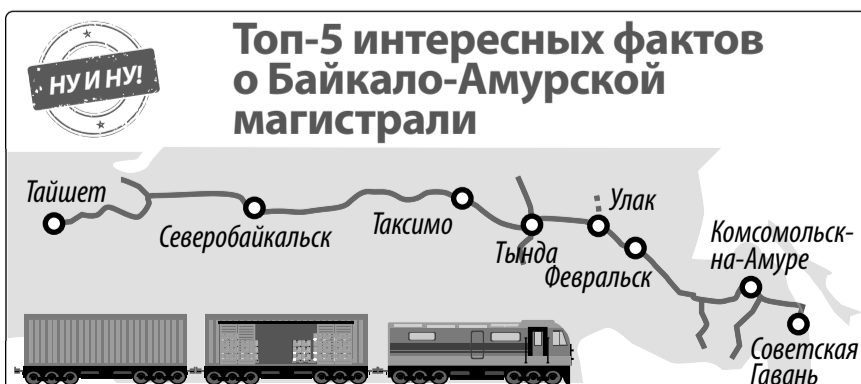 НУ И НУ!
Топ-5 интересных фактов
о Байкало-Амурской
магистрали
Тайшет
Северобайкальск
Таксимо
Тында
Улак
Февральск
Комсомольск-
на-Амуре
Советская
Гавань